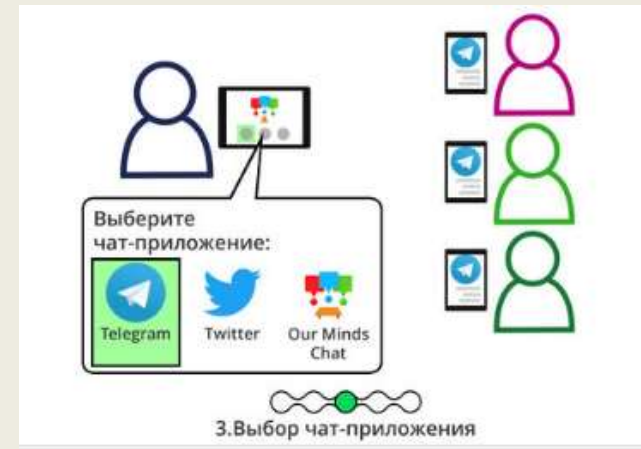 Выберите
чат-приложение:
Telegram
Twitter
Our Minds
Chat
3.Выбор чат-приложения